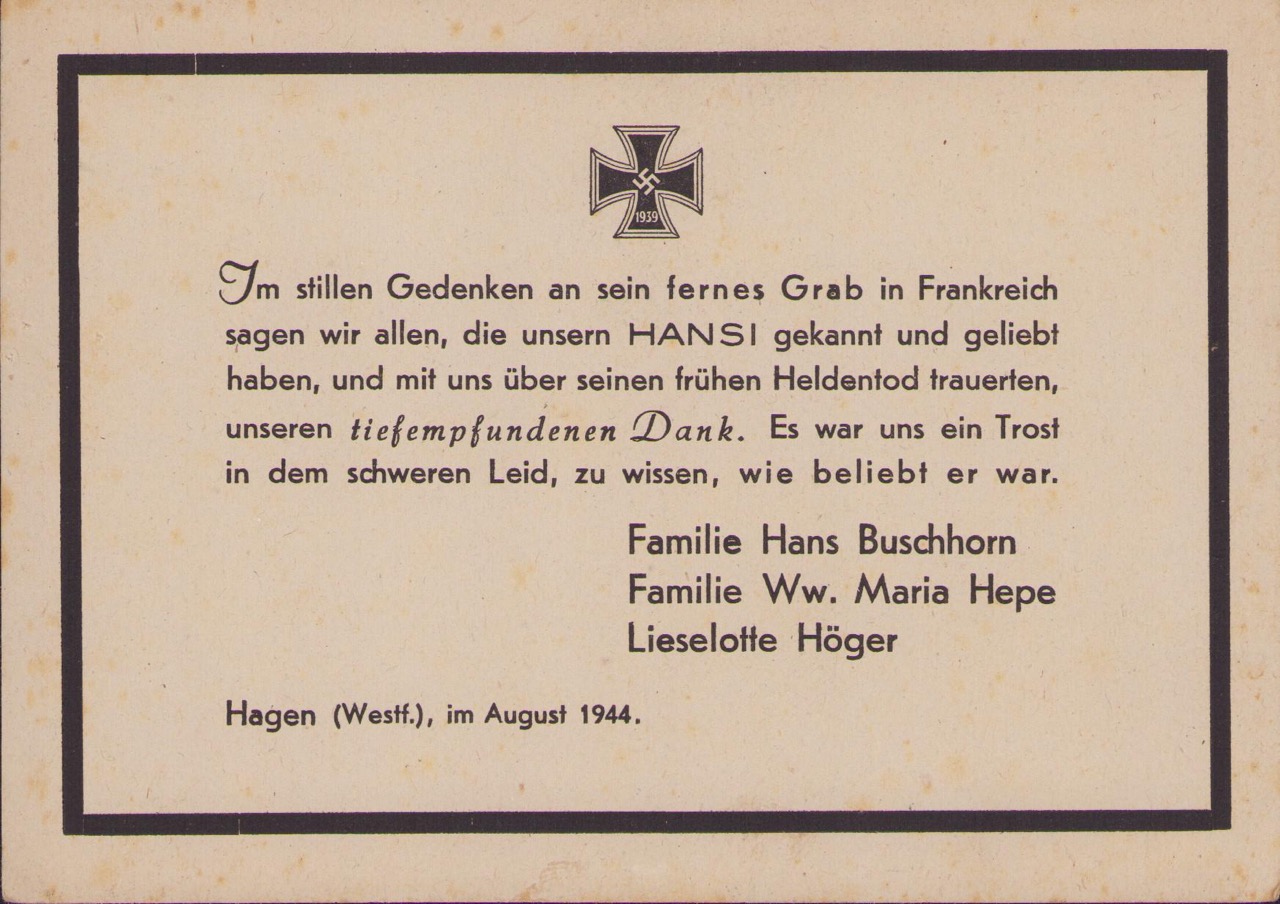 1939
Im stillen Gedenken an sein fernes Grab in Frankreich
sagen wir allen, die unsern HANSI gekannt und geliebt
haben, und mit uns über seinen frühen Heldentod trauerten,
unseren tiefempfundenen Dank. Es war uns ein Trost
in dem schweren Leid, zu wissen, wie beliebt er war.
Familie Hans Buschhorn
Familie Ww. Maria Hepe
Lieselotte Höger
Hagen (Westf.), im August 1944.